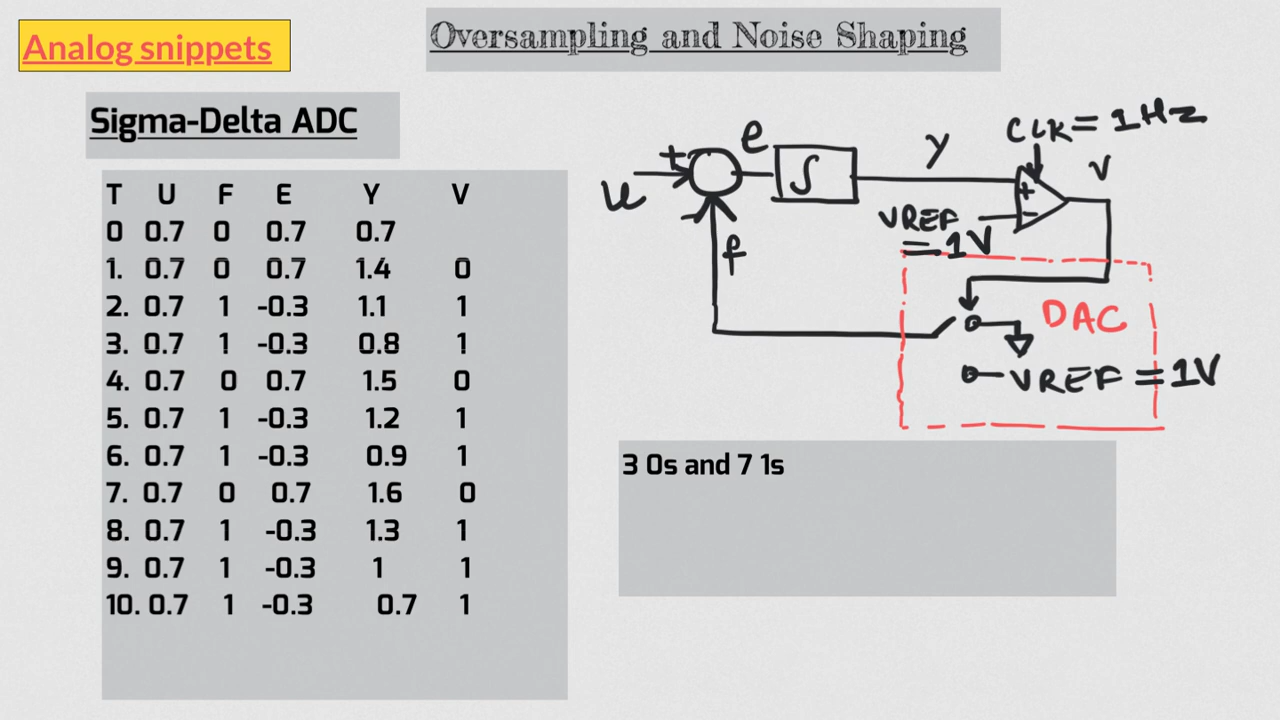 Analog snippets
Oversampling and Noise Shaping
Sigma-Delta ADC
T U F E Y V
0 0.7 0 0.7 0.7
1. 0.7 0 0.7 1.4 0
2. 0.7 1 -0.3 1.1 1
3. 0.7 1 -0.3 0.8 1
4. 0.7 0 0.7 1.5 0
5. 0.7 1 -0.3 1.2 1
6. 0.7 1 -0.3 0.9 1
7. 0.7 0 0.7 1.6 0
8. 0.7 1 -0.3 1.3 1
9. 0.7 1 -0.3 1 1
10. 0.7 1 -0.3 0.7 1
CLK = 1Hz
u + e ∫ y + v
VREF -
= 1V
f
DAC
VREF = 1V
3 0s and 7 1s